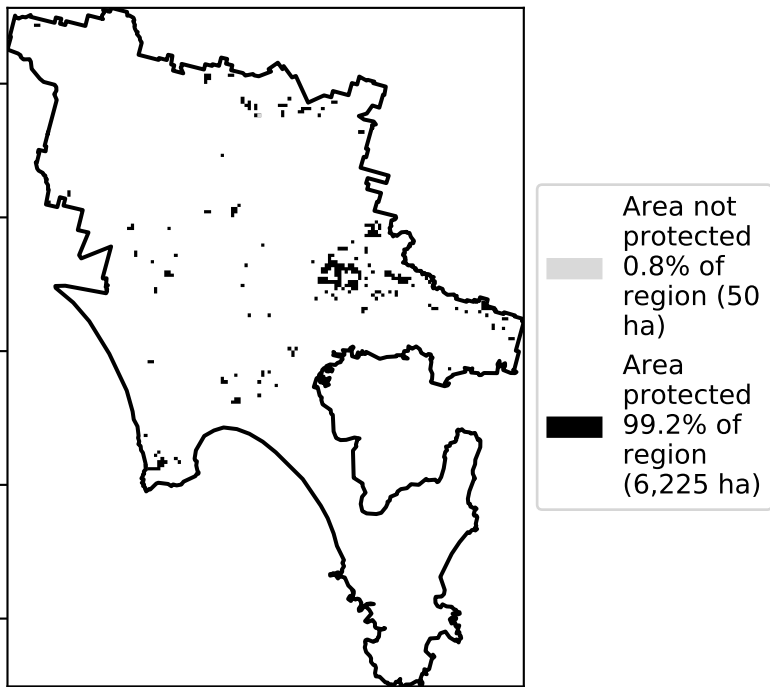 Area not
protected
0.8% of
region (50
ha)
Area
protected
99.2% of
region
(6,225 ha)